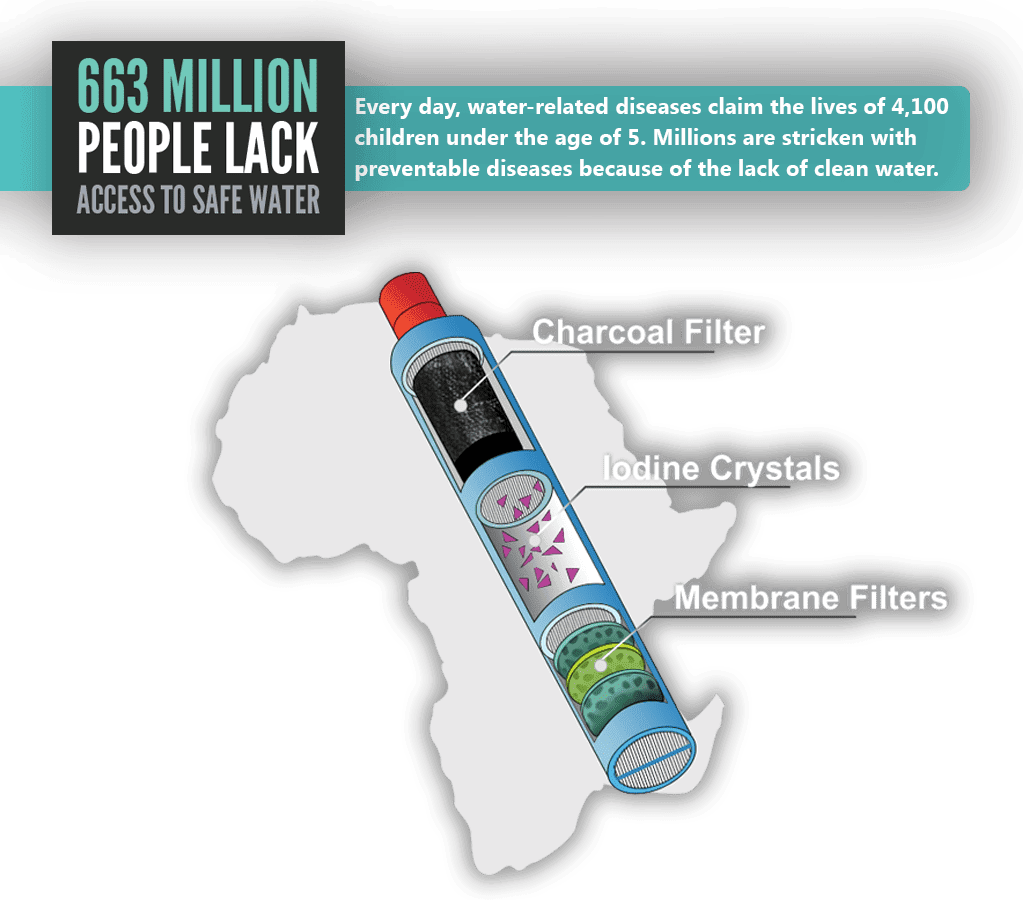 663 MILLION
PEOPLE LACK
ACCESS TO SAFE WATER
Every day, water-related diseases claim the lives of 4,100
children under the age of 5. Millions are stricken with
preventable diseases because of the lack of clean water.
Charcoal Filter
Iodine Crystals
Membrane Filters